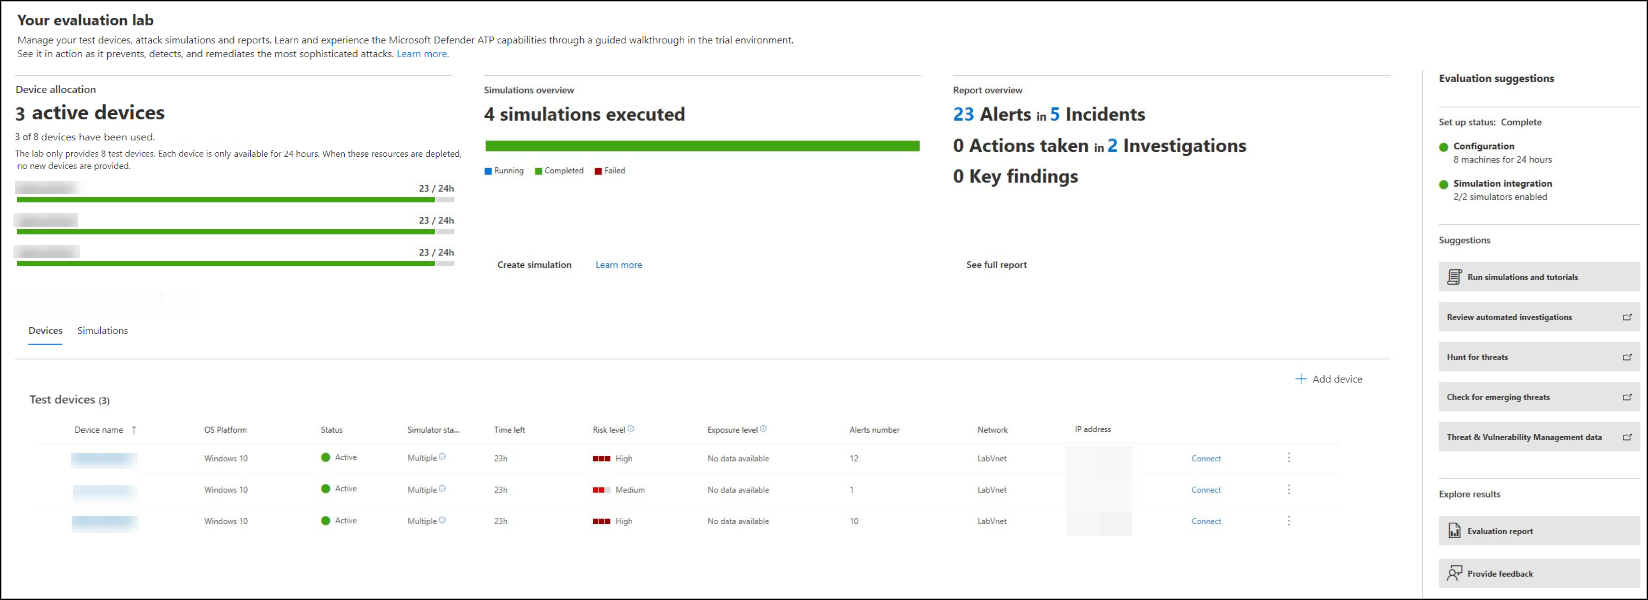 Your evaluation lab
Manage your test devices, attack simulations and reports. Learn and experience the Microsoft Defender ATP capabilities through a guided walkthrough in the trial environment.
See it in action as it prevents, detects, and remediates the most sophisticated attacks. Learn more.
Device allocation
3 active devices
3 of 8 devices have been used.
The lab only provides 8 test devices. Each device is only available for 24 hours. When these resources are depleted,
no new devices are provided.
23 / 24h
23 / 24h
23 / 24h
Simulations overview
4 simulations executed
Running Completed Failed
Create simulation Learn more
Report overview
23 Alerts in 5 Incidents
0 Actions taken in 2 Investigations
0 Key findings
See full report
Devices Simulations
Add device
Test devices (3)
Device name OS Platform Status Simulator sta... Time left Risk level Exposure level Alerts number Network IP address
Windows 10 Active Multiple 23h High No data available 12 LabVnet Connect
Windows 10 Active Multiple 23h Medium No data available 1 LabVnet Connect
Windows 10 Active Multiple 23h High No data available 10 LabVnet Connect
Evaluation suggestions
Set up status: Complete
Configuration
8 machines for 24 hours
Simulation integration
2/2 simulators enabled
Suggestions
Run simulations and tutorials
Review automated investigations
Hunt for threats
Check for emerging threats
Threat & Vulnerability Management data
Explore results
Evaluation report
Provide feedback